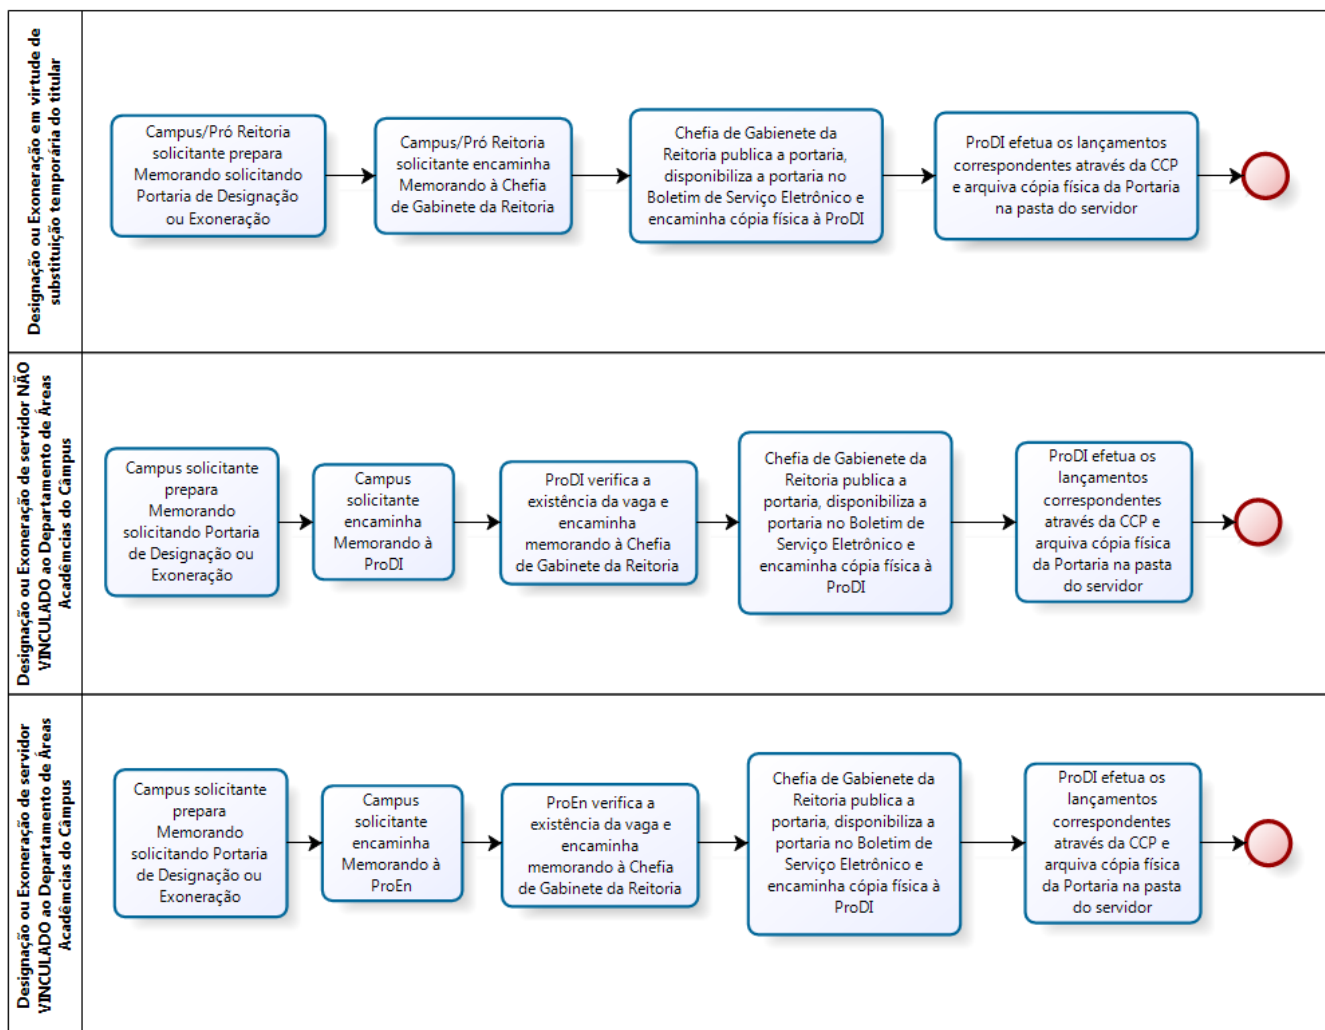 Designação ou Exoneração em virtude de
substituição temporária do titular
Campus/Pró Reitoria
solicitante prepara
Memorando solicitando
Portaria de Designação
ou Exoneração
Campus/Pró Reitoria
solicitante encaminha
Memorando à Chefia
de Gabinete da Reitoria
Chefia de Gabienete da
Reitoria publica a portaria,
disponibiliza a portaria no
Boletim de Serviço Eletrônico e
encaminha cópia física à ProDI
ProDI efetua os lançamentos
correspondentes através da CCP
e arquiva cópia física da Portaria
na pasta do servidor
Designação ou Exoneração de servidor NÃO
VINCULADO ao Departamento de Áreas
Acadêmcias do Câmpus
Campus solicitante
prepara
Memorando
solicitando Portaria
de Designação ou
Exoneração
Campus
solicitante
encaminha
Memorando à
ProDI
ProDI verifica a
existência da vaga e
encaminha
memorando à Chefia
de Gabinete da Reitoria
Chefia de Gabienete da
Reitoria publica a
portaria, disponibiliza a
portaria no Boletim de
Serviço Eletrônico e
encaminha cópia física à
ProDI
ProDI efetua os
lançamentos
correspondentes
através da CCP e
arquiva cópia física
da Portaria na pasta
do servidor
Designação ou Exoneração de servidor
VINCULADO ao Departamento de Áreas
Acadêmcias do Câmpus
Campus solicitante
prepara
Memorando
solicitando Portaria
de Designação ou
Exoneração
Campus
solicitante
encaminha
Memorando à
ProEn
ProEn verifica a
existência da vaga e
encaminha
memorando à Chefia
de Gabinete da Reitoria
Chefia de Gabienete da
Reitoria publica a
portaria, disponibiliza a
portaria no Boletim de
Serviço Eletrônico e
encaminha cópia física à
ProDI
ProDI efetua os
lançamentos
correspondentes
através da CCP e
arquiva cópia física
da Portaria na pasta
do servidor